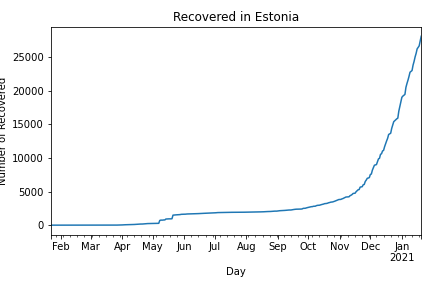 Recovered in Estonia
Number of Recovered
25000
20000
15000
10000
5000
0
Feb Mar Apr May Jun Jul Aug Sep Oct Nov Dec Jan
2021
Day